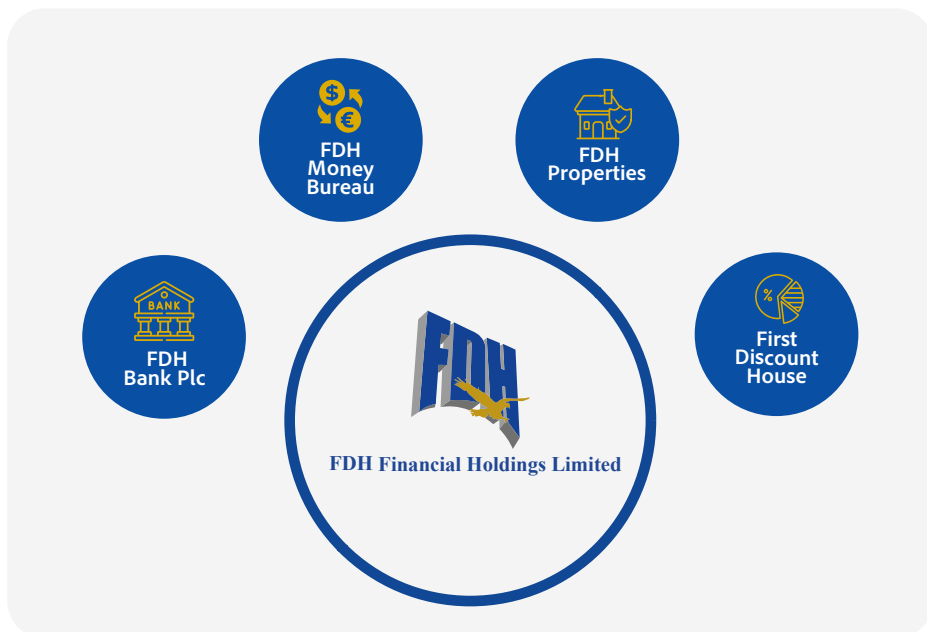 $
€
FDH
Money
Bureau
FDH
Properties
BANK
FDH
Bank Plc
%
First
Discount
House
FDH
FDH Financial Holdings Limited